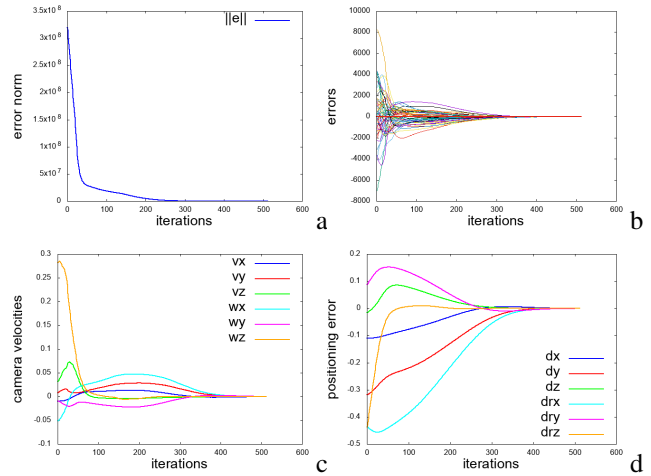 3.5x10^8
3x10^8
2.5x10^8
2x10^8
1.5x10^8
1x10^8
5x10^7
0
0 100 200 300 400 500 600
error norm
iterations
||e||
a
10000
8000
6000
4000
2000
0
-2000
-4000
-6000
-8000
0 100 200 300 400 500 600
errors
iterations
b
0.3
0.25
0.2
0.15
0.1
0.05
0
-0.05
-0.1
0 100 200 300 400 500 600
camera velocities
iterations
vx
vy
vz
wx
wy
wz
c
0.2
0.1
0
-0.1
-0.2
-0.3
-0.4
-0.5
0 100 200 300 400 500 600
positioning error
iterations
dx
dy
dz
drx
dry
drz
d